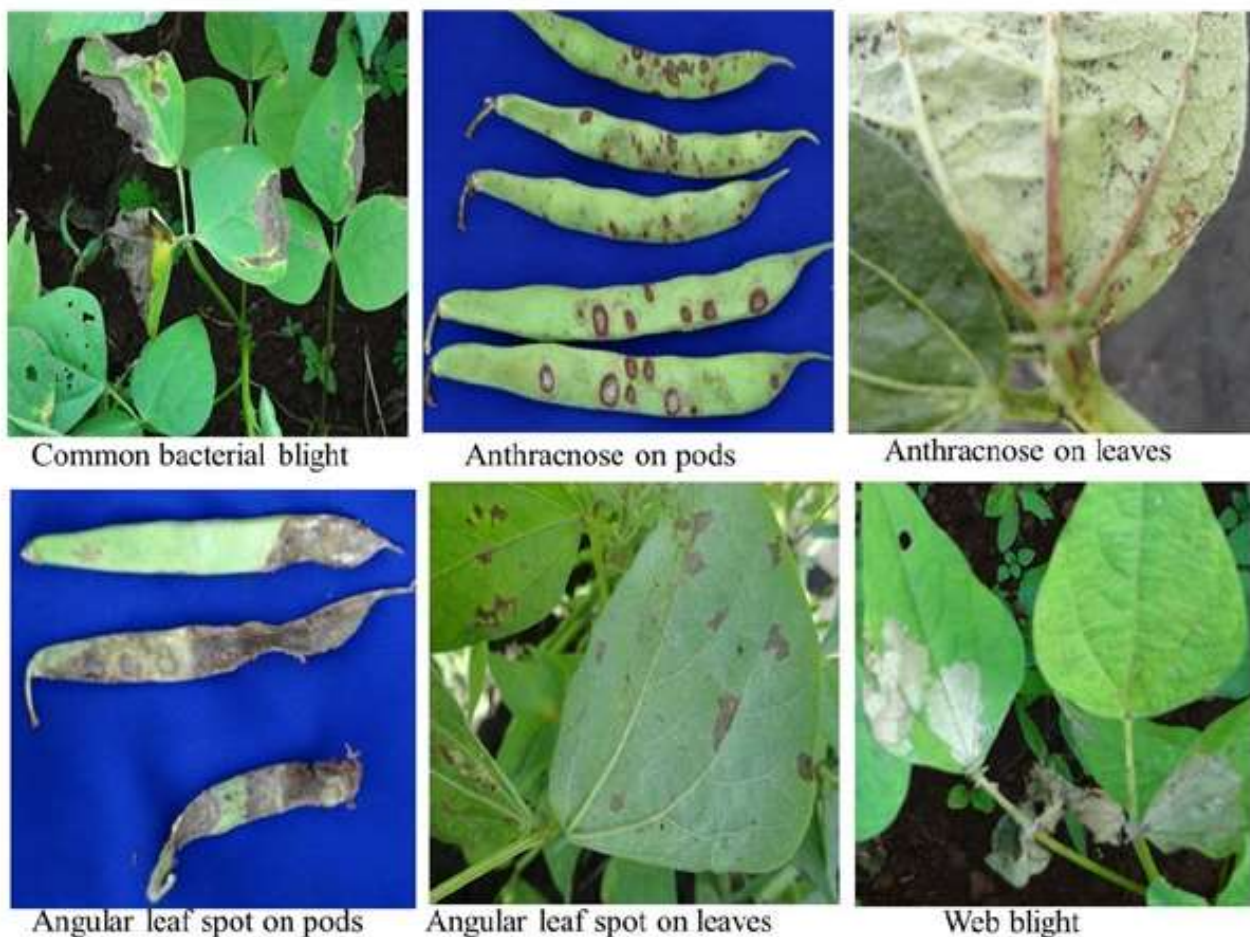 Common bacterial blight
Anthracnose on pods
Anthracnose on leaves
Angular leaf spot on pods
Angular leaf spot on leaves
Web blight